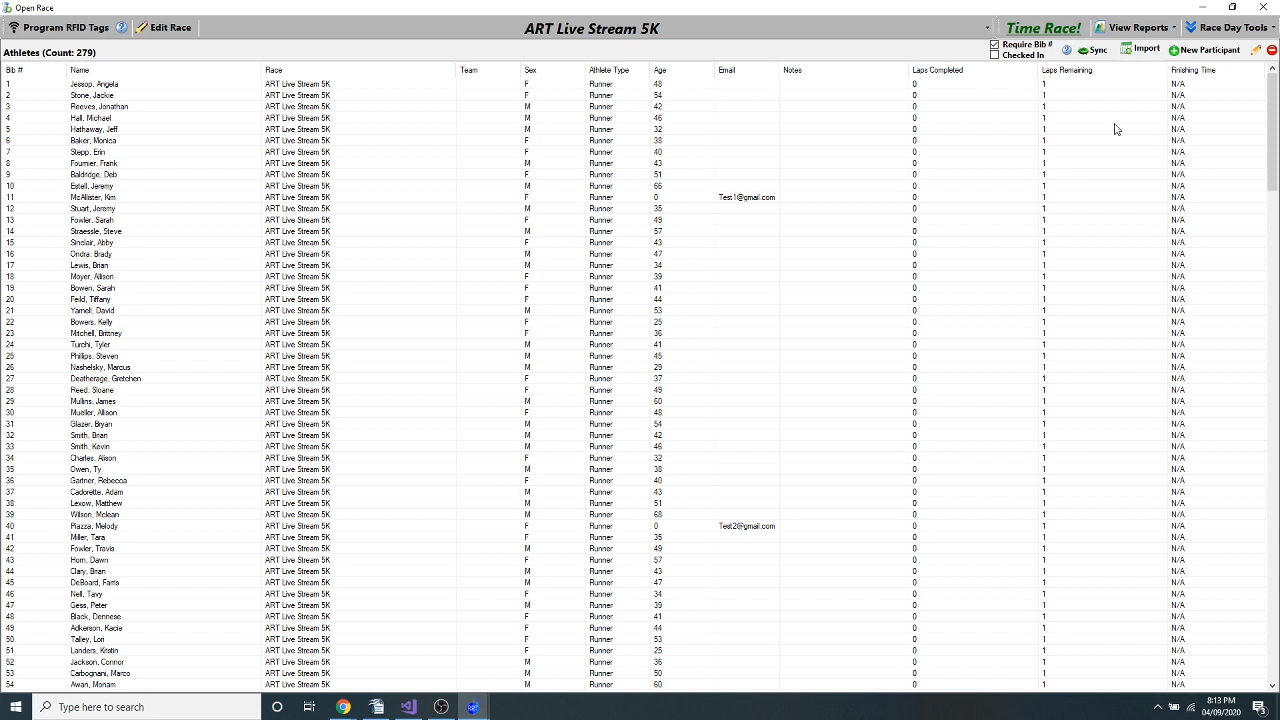 Open Race
Program RFID Tags Edit Race ART Live Stream 5K Time Race! View Reports Race Day Tools
Athletes (Count: 279) Require Bib # Checked In Sync Import New Participant
Bib # Name Race Team Sex Athlete Type Age Email Notes Laps Completed Laps Remaining Finishing Time
1 Jessop, Angela ART Live Stream 5K F Runner 48 0 1 N/A
2 Stone, Jackie ART Live Stream 5K F Runner 54 0 1 N/A
3 Reeves, Jonathan ART Live Stream 5K M Runner 42 0 1 N/A
4 Hall, Michael ART Live Stream 5K M Runner 46 0 1 N/A
5 Hathaway, Jeff ART Live Stream 5K M Runner 32 0 1 N/A
6 Baker, Monica ART Live Stream 5K F Runner 38 0 1 N/A
7 Stepp, Erin ART Live Stream 5K F Runner 40 0 1 N/A
8 Fournier, Frank ART Live Stream 5K M Runner 43 0 1 N/A
9 Baldridge, Deb ART Live Stream 5K F Runner 51 0 1 N/A
10 Estell, Jeremy ART Live Stream 5K M Runner 66 0 1 N/A
11 McAllister, Kim ART Live Stream 5K F Runner 0 Test1@gmail.com 0 1 N/A
12 Stuart, Jeremy ART Live Stream 5K M Runner 35 0 1 N/A
13 Fowler, Sarah ART Live Stream 5K F Runner 49 0 1 N/A
14 Straessle, Steve ART Live Stream 5K M Runner 57 0 1 N/A
15 Sinclair, Abby ART Live Stream 5K F Runner 43 0 1 N/A
16 Ondra, Brady ART Live Stream 5K M Runner 47 0 1 N/A
17 Lewis, Brian ART Live Stream 5K M Runner 34 0 1 N/A
18 Moyer, Allison ART Live Stream 5K F Runner 39 0 1 N/A
19 Bowen, Sarah ART Live Stream 5K F Runner 41 0 1 N/A
20 Feild, Tiffany ART Live Stream 5K F Runner 44 0 1 N/A
21 Yarnell, David ART Live Stream 5K M Runner 53 0 1 N/A
22 Bowers, Kelly ART Live Stream 5K F Runner 25 0 1 N/A
23 Mitchell, Brittney ART Live Stream 5K F Runner 36 0 1 N/A
24 Turchi, Tyler ART Live Stream 5K M Runner 41 0 1 N/A
25 Phillips, Steven ART Live Stream 5K M Runner 45 0 1 N/A
26 Nashelsky, Marcus ART Live Stream 5K M Runner 29 0 1 N/A
27 Deatherage, Gretchen ART Live Stream 5K F Runner 37 0 1 N/A
28 Reed, Sloane ART Live Stream 5K F Runner 49 0 1 N/A
29 Mullins, James ART Live Stream 5K M Runner 60 0 1 N/A
30 Mueller, Allison ART Live Stream 5K F Runner 48 0 1 N/A
31 Glazer, Bryan ART Live Stream 5K M Runner 54 0 1 N/A
32 Smith, Brian ART Live Stream 5K M Runner 42 0 1 N/A
33 Smith, Kevin ART Live Stream 5K M Runner 46 0 1 N/A
34 Charles, Alison ART Live Stream 5K F Runner 32 0 1 N/A
35 Owen, Ty ART Live Stream 5K M Runner 38 0 1 N/A
36 Gartner, Rebecca ART Live Stream 5K F Runner 40 0 1 N/A
37 Cadorette, Adam ART Live Stream 5K M Runner 43 0 1 N/A
38 Lexow, Matthew ART Live Stream 5K M Runner 51 0 1 N/A
39 Wilson, Mclean ART Live Stream 5K M Runner 68 0 1 N/A
40 Piazza, Melody ART Live Stream 5K F Runner 0 Test2@gmail.com 0 1 N/A
41 Miller, Tara ART Live Stream 5K F Runner 35 0 1 N/A
42 Fowler, Travis ART Live Stream 5K M Runner 49 0 1 N/A
43 Horn, Dawn ART Live Stream 5K F Runner 57 0 1 N/A
44 Clary, Brian ART Live Stream 5K M Runner 43 0 1 N/A
45 DeBoard, Farris ART Live Stream 5K M Runner 47 0 1 N/A
46 Nell, Tavy ART Live Stream 5K F Runner 34 0 1 N/A
47 Gess, Peter ART Live Stream 5K M Runner 39 0 1 N/A
48 Black, Dennese ART Live Stream 5K F Runner 41 0 1 N/A
49 Adkerson, Kacie ART Live Stream 5K F Runner 44 0 1 N/A
50 Talley, Lori ART Live Stream 5K F Runner 53 0 1 N/A
51 Landers, Kristin ART Live Stream 5K F Runner 25 0 1 N/A
52 Jackson, Connor ART Live Stream 5K M Runner 36 0 1 N/A
53 Carbognani, Marco ART Live Stream 5K M Runner 50 0 1 N/A
54 Awan, Monam ART Live Stream 5K M Runner 60 0 1 N/A
Type here to search
8:13 PM
04/09/2020
3